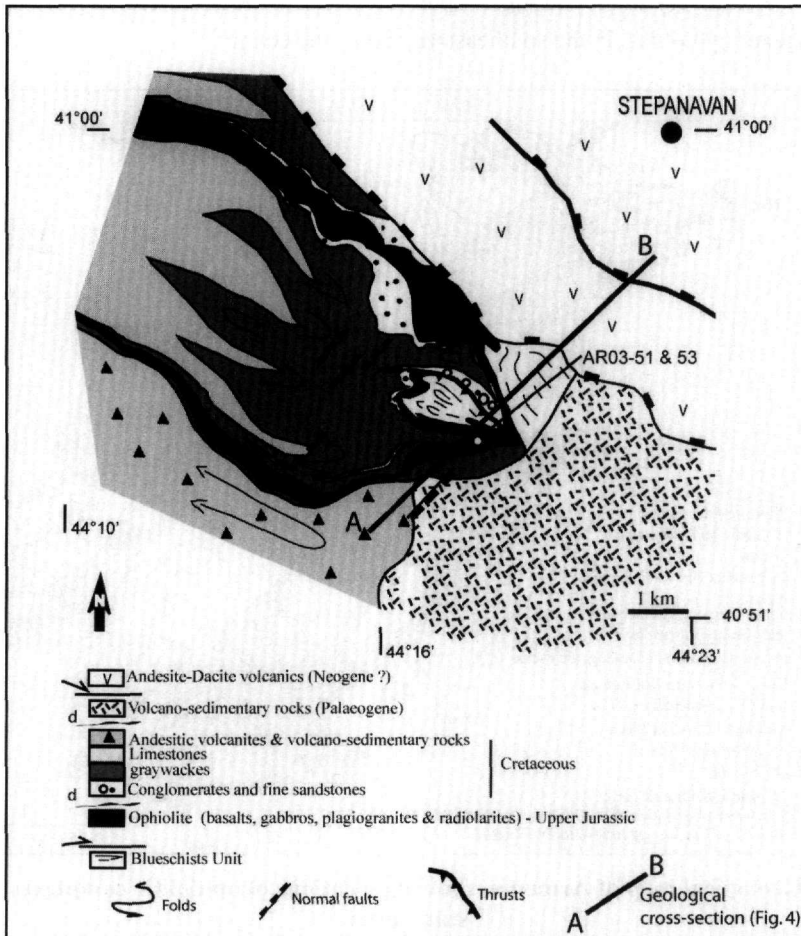 STEPANAVAN
41°00'
41°00'
v
v
v
v
v
v
v
v
v
v
v
v
B
AR03-51 & 53
v
A
44°10'
1 km
40°51'
44°16'
44°23'
N
v Andesite-Dacite volcanics (Neogene ?)
d
Volcano-sedimentary rocks (Palaeogene)
Andesitic volcanites & volcano-sedimentary rocks
Limestones
graywackes
Cretaceous
Conglomerates and fine sandstones
d
Ophiolite (basalts, gabbros, plagiogranites & radiolarites) - Upper Jurassic
Blueschists Unit
Folds
Normal faults
Thrusts
B
A
Geological
cross-section (Fig.4)